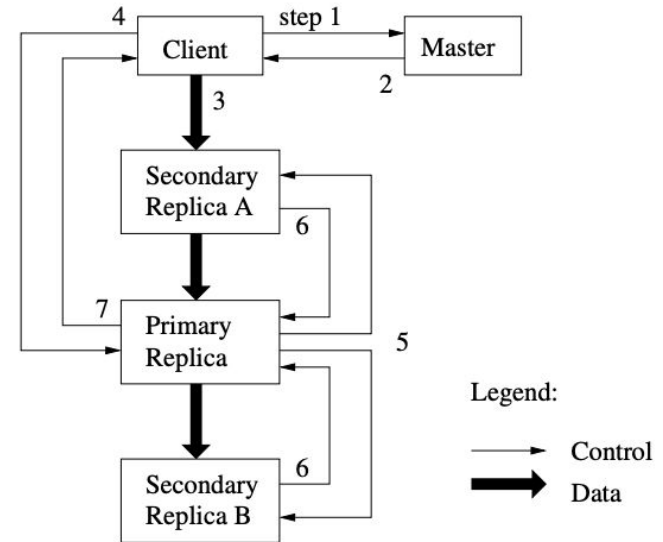 4
step 1
Client
Master
2
3
Secondary
Replica A
6
7
Primary
Replica
5
Legend:
Control
6
Secondary
Replica B
Data